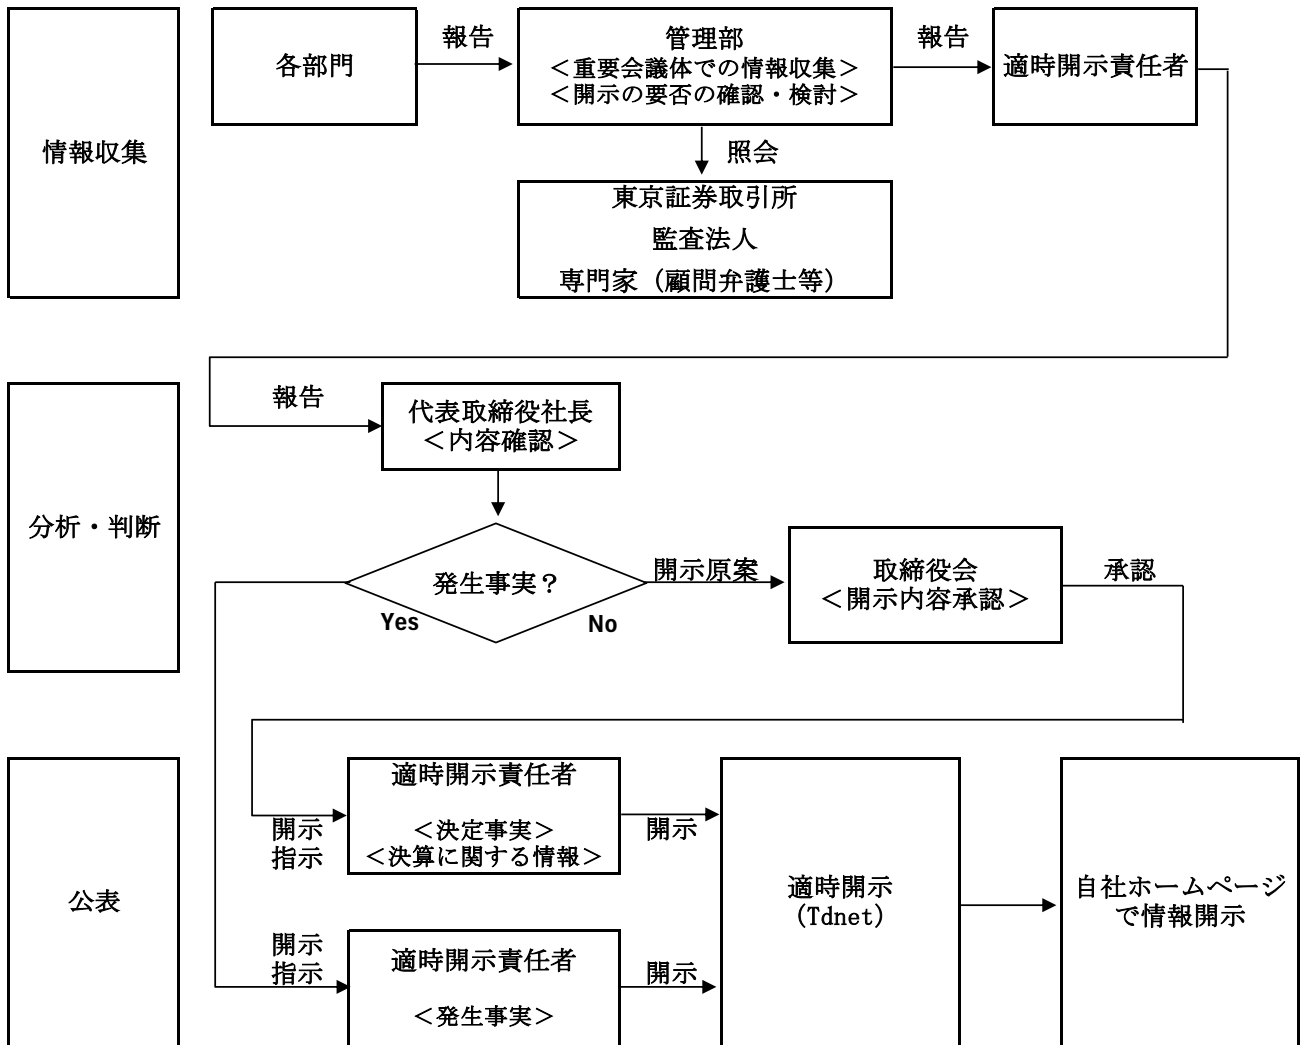 情報収集
各部門
報告
管理部
＜重要会議体での情報収集＞
＜開示の要否の確認・検討＞
報告
適時開示責任者
照会
東京証券取引所
監査法人
専門家（顧問弁護士等）
分析・判断
報告
代表取締役社長
＜内容確認＞
発生事実？
Yes
No
開示原案
取締役会
＜開示内容承認＞
承認
公表
開示
指示
適時開示責任者
＜決定事実＞
＜決算に関する情報＞
開示
開示
指示
適時開示責任者
＜発生事実＞
開示
適時開示
(Tdnet)
自社ホームページ
で情報開示